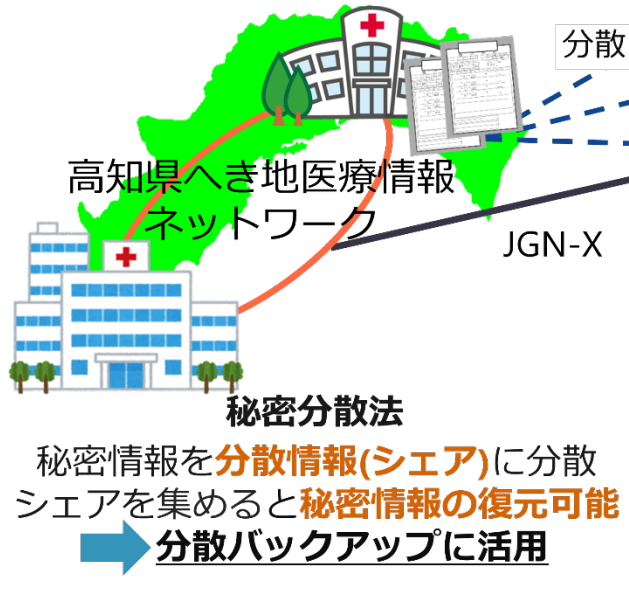 分散
高知県へき地医療情報
ネットワーク
JGN-X
秘密分散法
秘密情報を分散情報(シェア)に分散
シェアを集めると秘密情報の復元可能
分散バックアップに活用